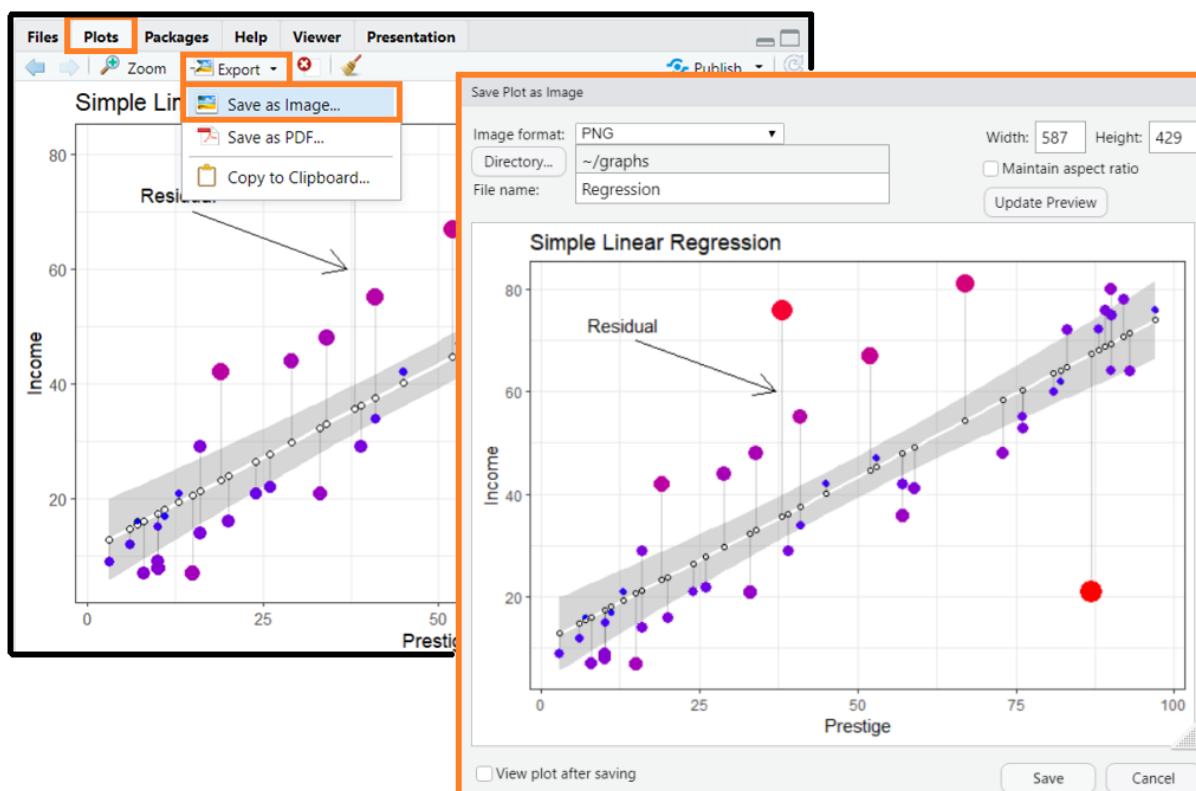 Files Plots Packages Help Viewer Presentation
Zoom Export Publish
Simple Lin
Save as Image...
Save as PDF...
Copy to Clipboard...
Residual
80
60
40
20
Income
0 25 50
Prestig
Save Plot as Image
Image format: PNG
Width: 587 Height: 429
Directory... ~/graphs
Maintain aspect ratio
File name: Regression
Update Preview
Simple Linear Regression
Residual
80
60
40
20
Income
0 25 50 75 100
Prestige
View plot after saving
Save Cancel